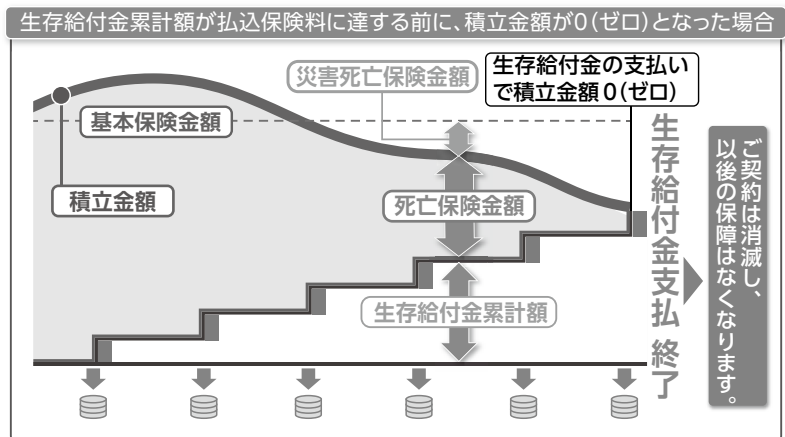 生存給付金累計額が払込保険料に達する前に、積立金額が0（ゼロ）となった場合
災害死亡保険金額
生存給付金の支払い
で積立金額0（ゼロ）
基本保険金額
積立金額
死亡保険金額
生存給付金累計額
生存給付金支払 終了
ご契約は消滅し、
以後の保障はなくなります。